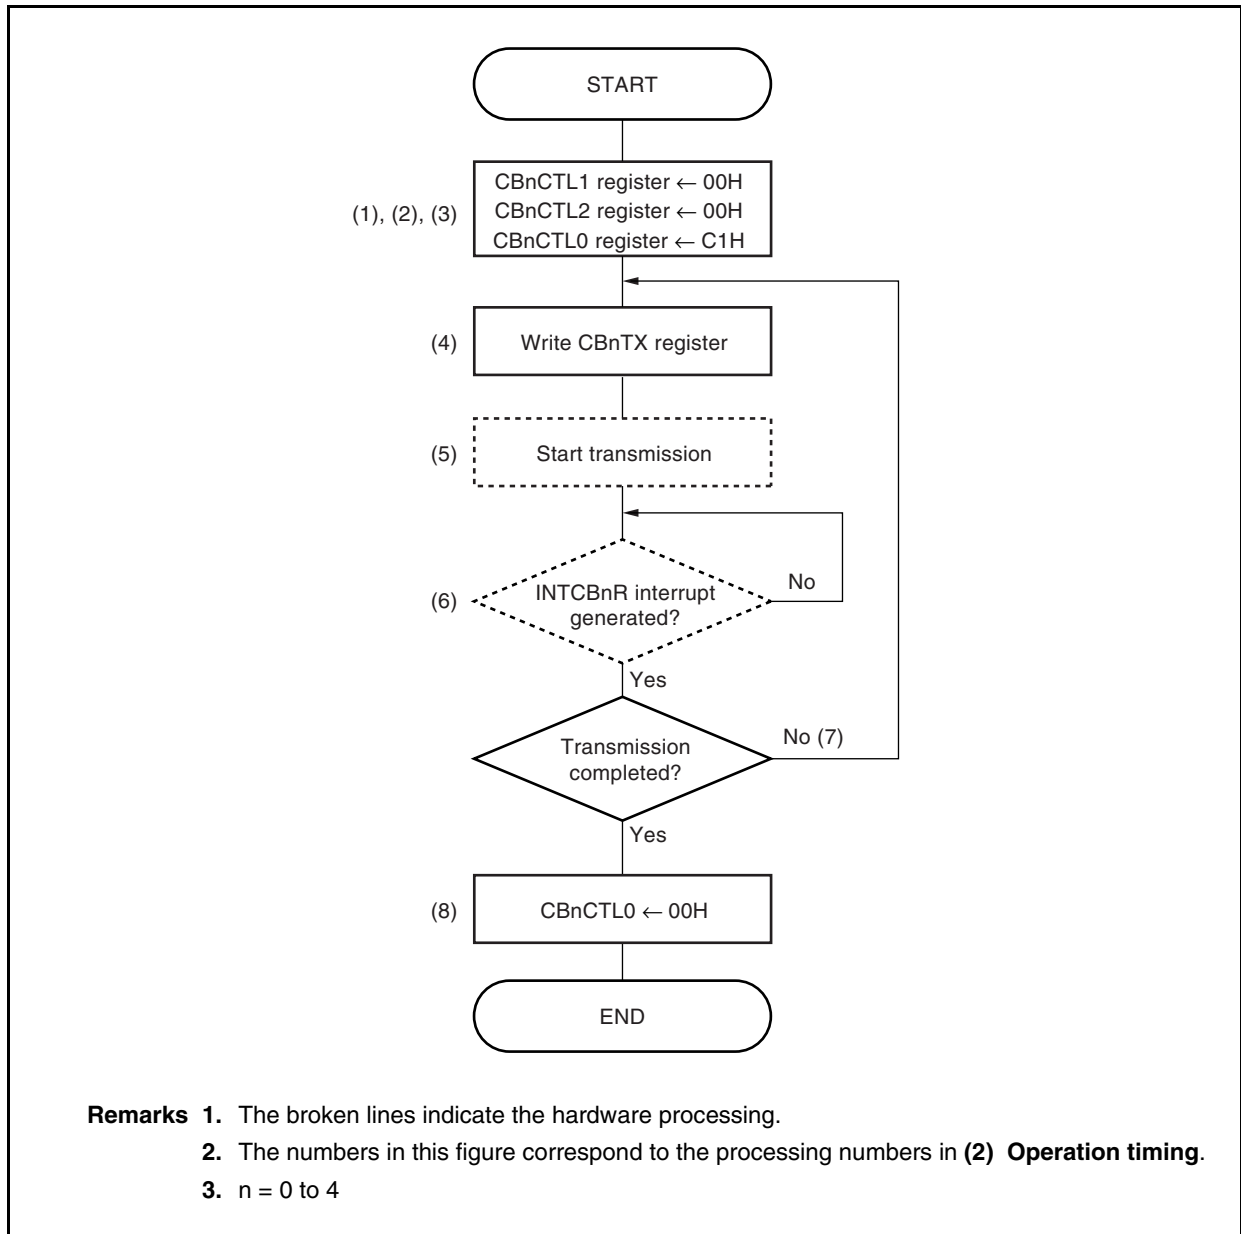 START
(1), (2), (3)
CBnCTL1 register ← 00H
CBnCTL2 register ← 00H
CBnCTL0 register ← C1H
(4)
Write CBnTX register
(5)
Start transmission
(6)
INTCBnR interrupt
generated?
No
Yes
Transmission
completed?
No (7)
Yes
(8)
CBnCTL0 ← 00H
END
Remarks 1. The broken lines indicate the hardware processing.
2. The numbers in this figure correspond to the processing numbers in (2) Operation timing.
3. n = 0 to 4